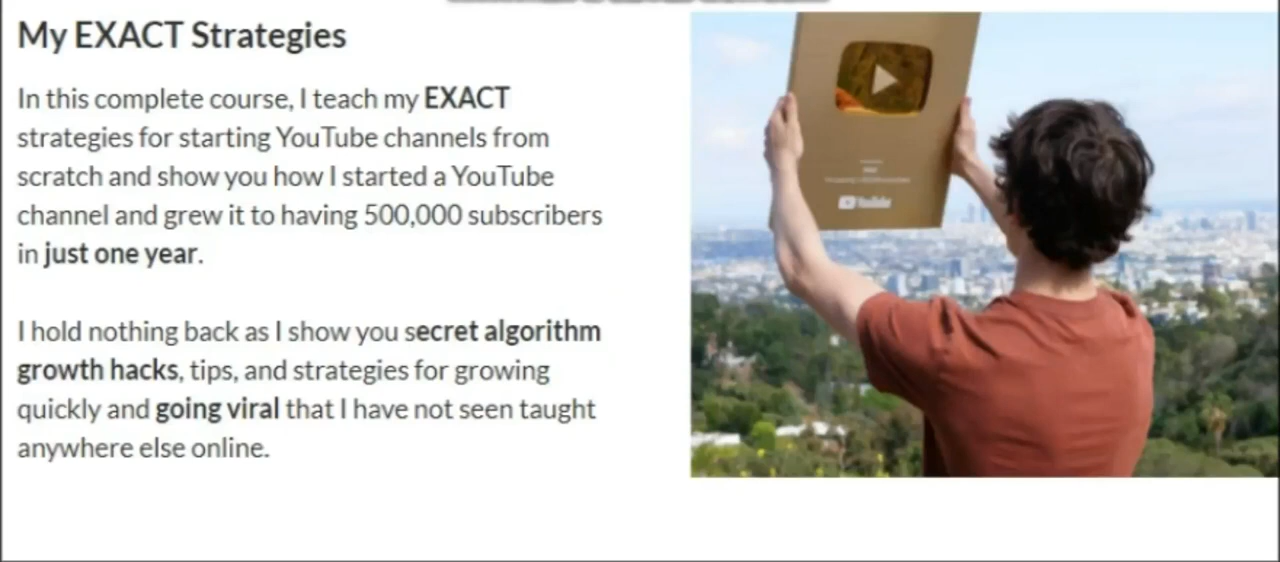 My EXACT Strategies
In this complete course, I teach my EXACT
strategies for starting YouTube channels from
scratch and show you how I started a YouTube
channel and grew it to having 500,000 subscribers
in just one year.
I hold nothing back as I show you secret algorithm
growth hacks, tips, and strategies for growing
quickly and going viral that I have not seen taught
anywhere else online.
YouTube